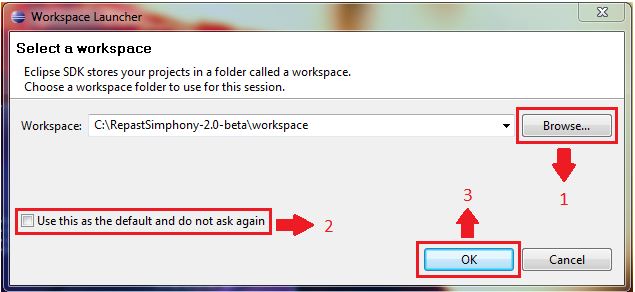 Workspace Launcher
Select a workspace
Eclipse SDK stores your projects in a folder called a workspace.
Choose a workspace folder to use for this session.
Workspace: C:\RepastSimphony-2.0-beta\workspace Browse...
1
3
Use this as the default and do not ask again 2
OK Cancel